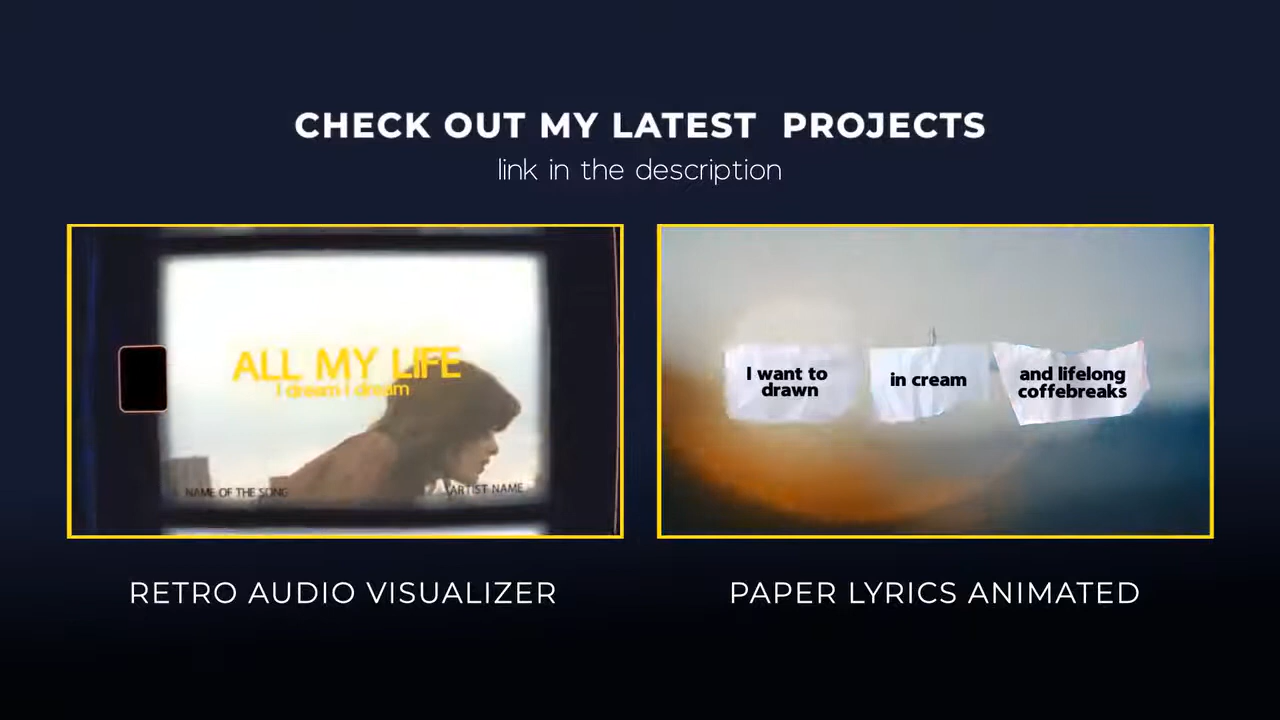 CHECK OUT MY LATEST PROJECTS
link in the description
ALL MY LIFE
I dream I dream
NAME OF THE SONG
ARTIST NAME
I want to
drawn
in cream
and lifelong
coffebreaks
RETRO AUDIO VISUALIZER
PAPER LYRICS ANIMATED